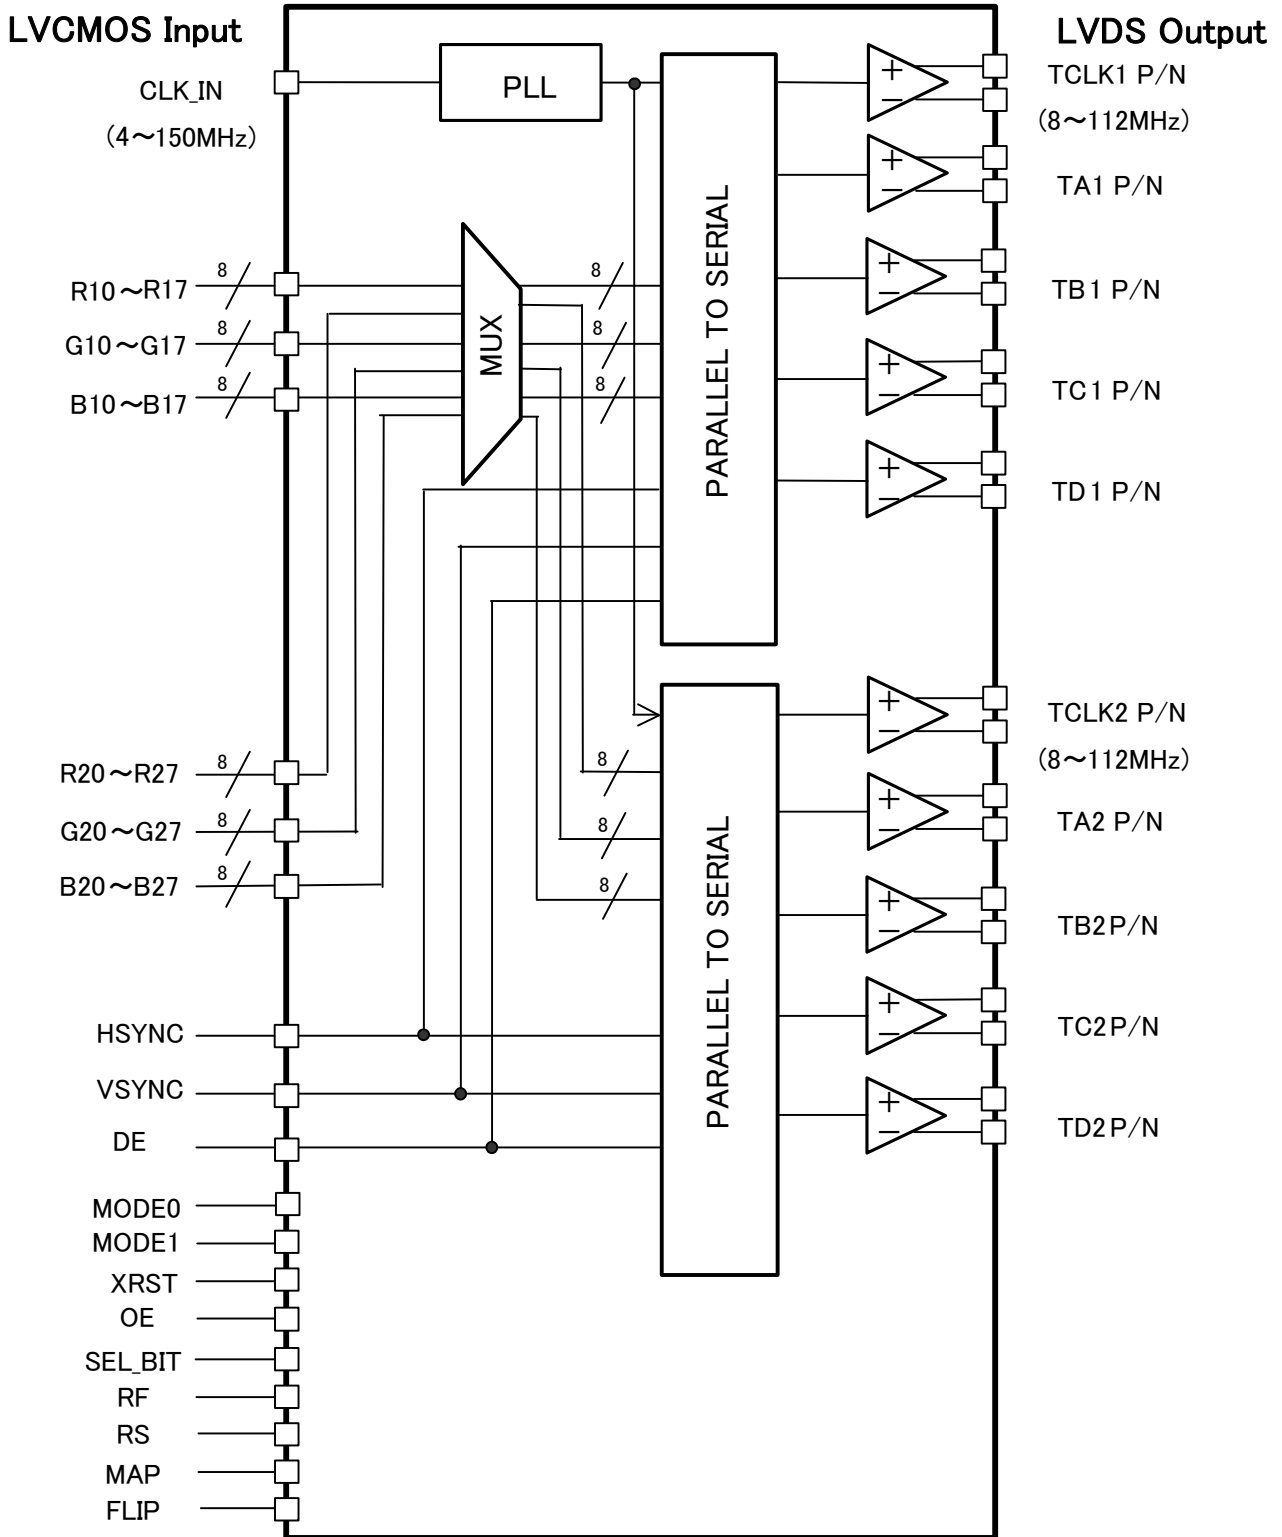 LVCMOS Input
LVDS Output
CLK_IN
(4～150MHz)
PLL
TCLK1 P/N
(8～112MHz)
TA1 P/N
TB1 P/N
TC1 P/N
TD1 P/N
R10～R17
8
G10～G17
8
B10～B17
8
MUX
8
8
8
PARALLEL TO SERIAL
+
−
+
−
+
−
+
−
+
−
R20～R27
8
G20～G27
8
B20～B27
8
8
8
8
PARALLEL TO SERIAL
+
−
+
−
+
−
+
−
+
−
TCLK2 P/N
(8～112MHz)
TA2 P/N
TB2P/N
TC2P/N
TD2P/N
HSYNC
VSYNC
DE
MODE0
MODE1
XRST
OE
SEL_BIT
RF
RS
MAP
FLIP